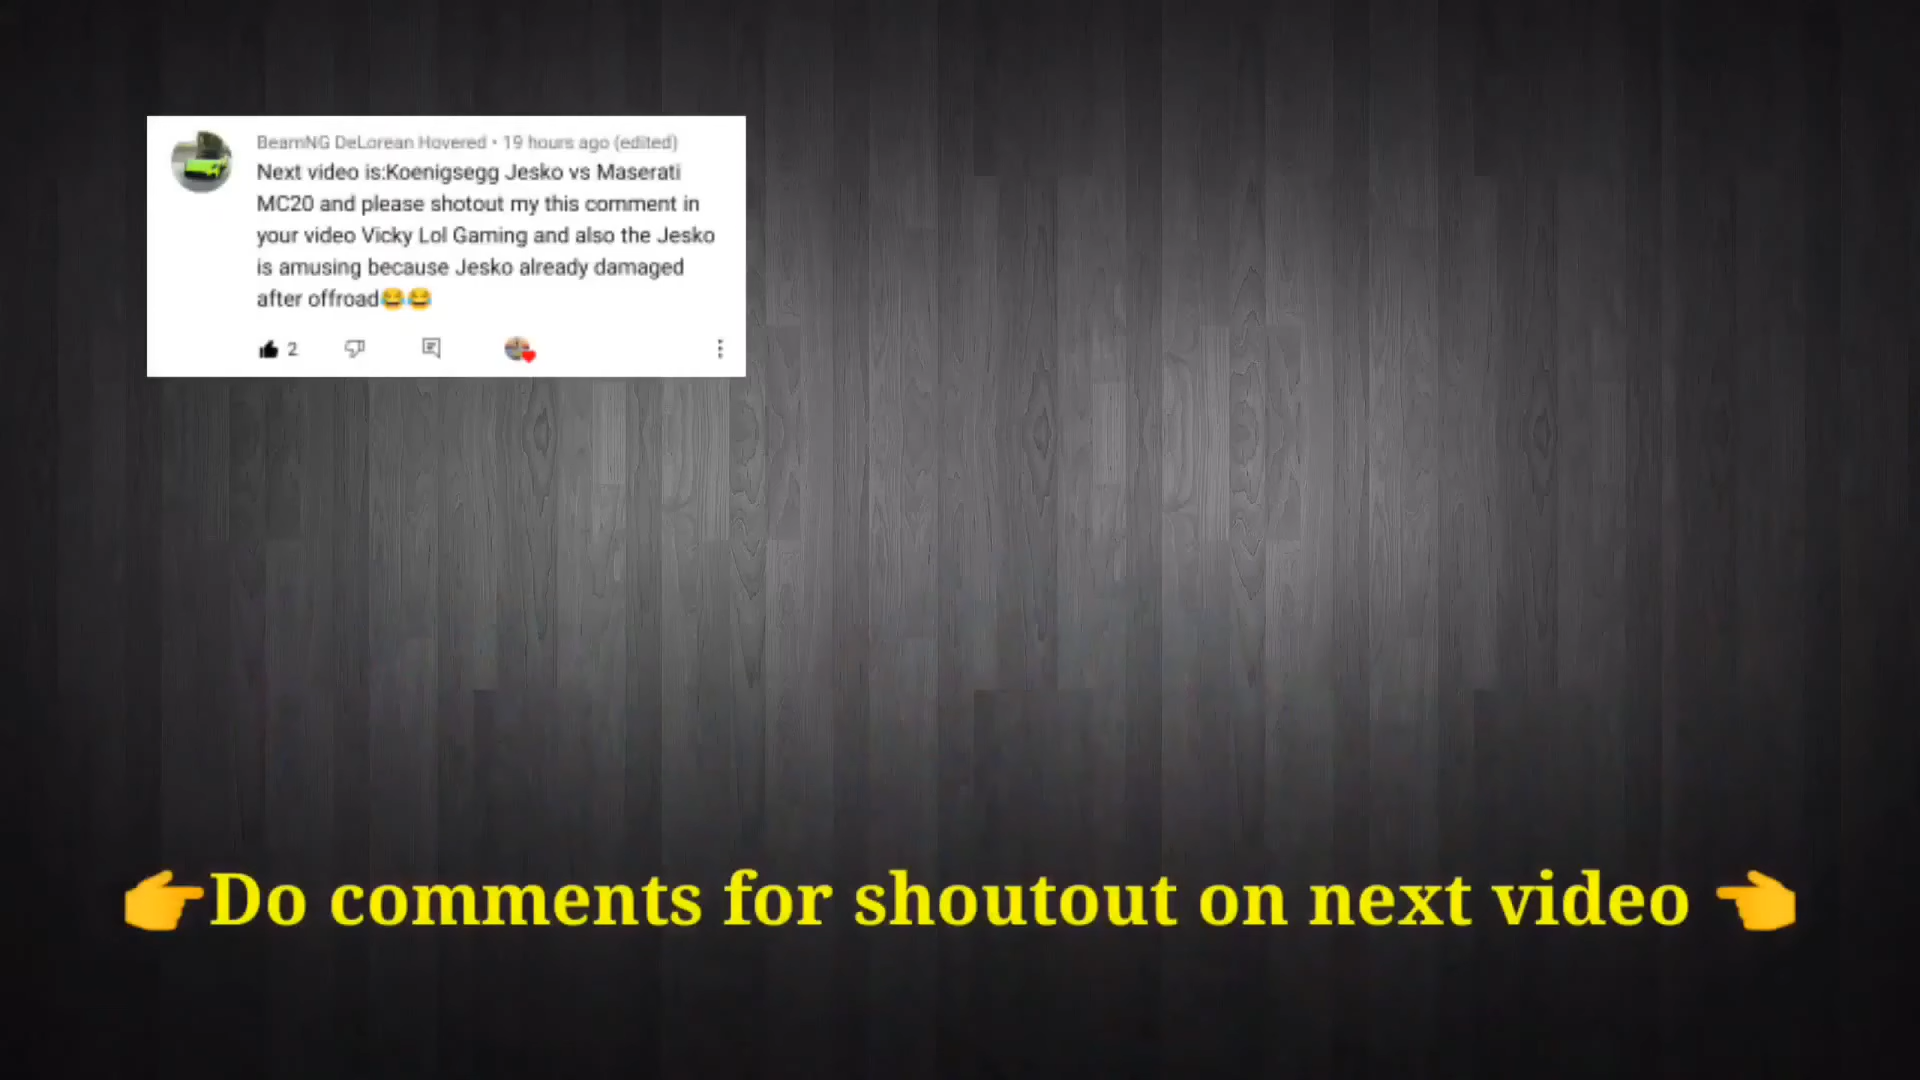 BeamNG DeLorean Hovered • 19 hours ago (edited)
Next video is:Koenigsegg Jesko vs Maserati
MC20 and please shotout my this comment in
your video Vicky Lol Gaming and also the Jesko
is amusing because Jesko already damaged
after offroad😂😂
2
👉Do comments for shoutout on next video 👈